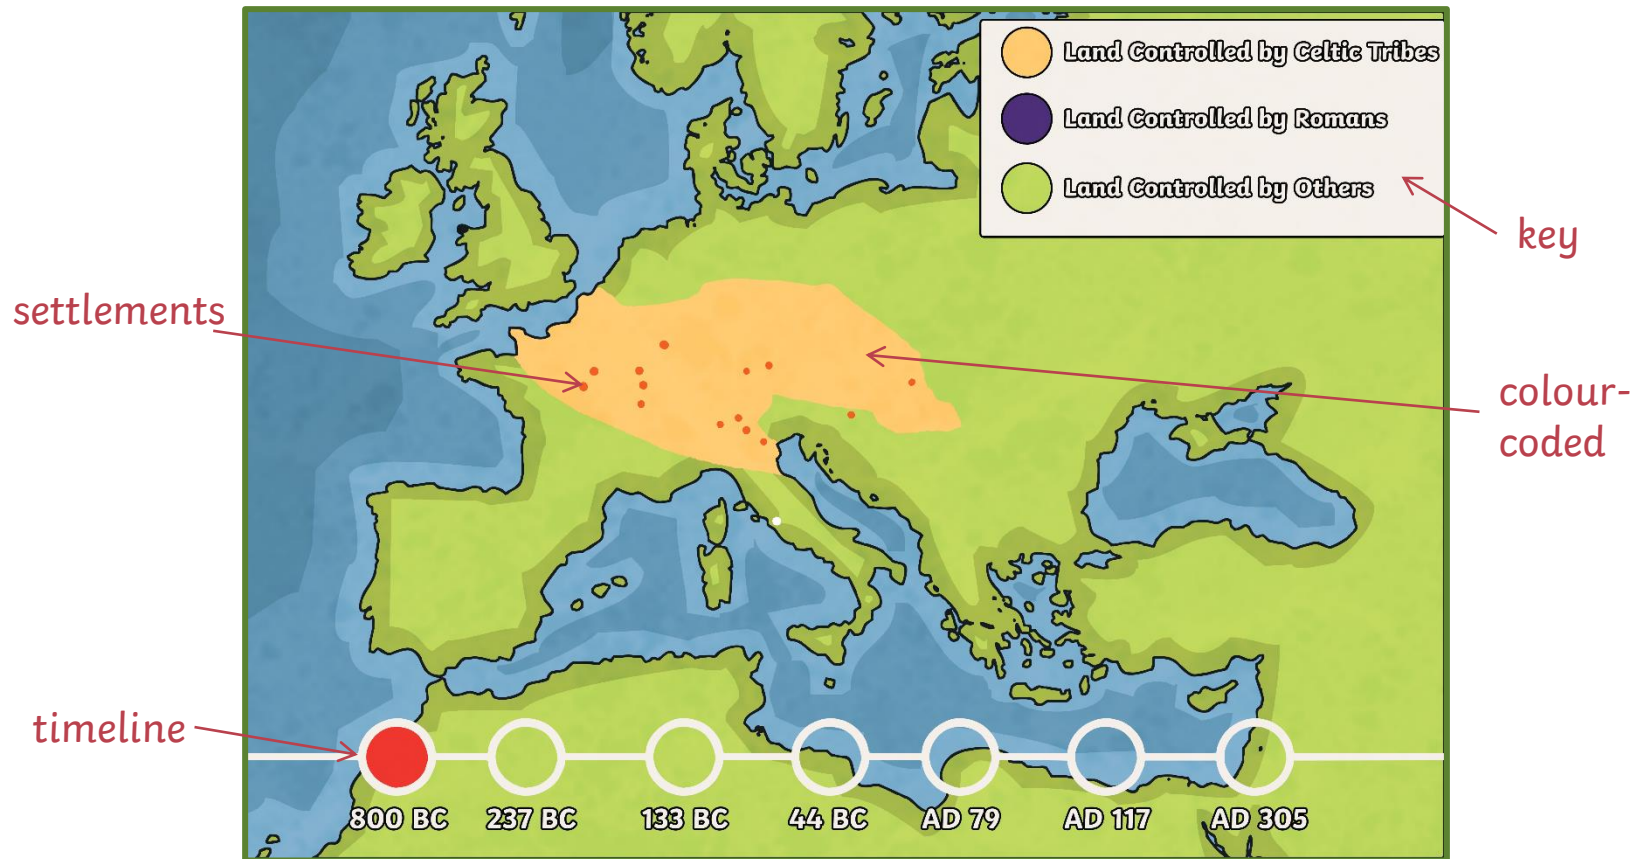 Land Controlled by Celtic Tribes
Land Controlled by Romans
Land Controlled by Others
key
settlements
colour-
coded
timeline
800 BC 237 BC 133 BC 44 BC AD 79 AD 117 AD 305